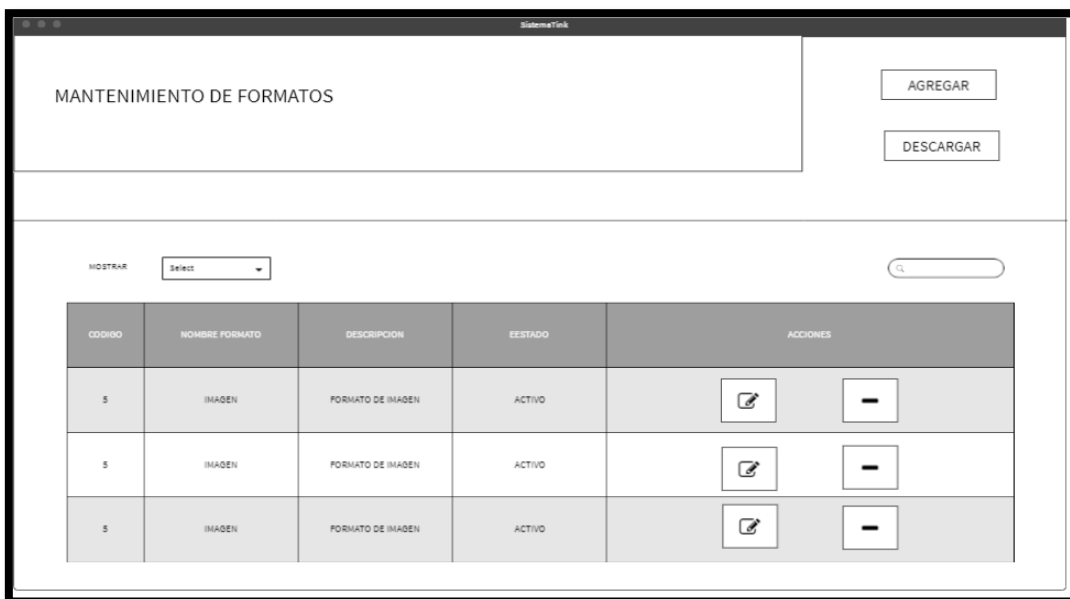 SistemaTink
MANTENIMIENTO DE FORMATOS
AGREGAR
DESCARGAR
MOSTRAR Select
CODIGO NOMBRE FORMATO DESCRIPCION EESTADO ACCIONES
5 IMAGEN FORMATO DE IMAGEN ACTIVO
5 IMAGEN FORMATO DE IMAGEN ACTIVO
5 IMAGEN FORMATO DE IMAGEN ACTIVO